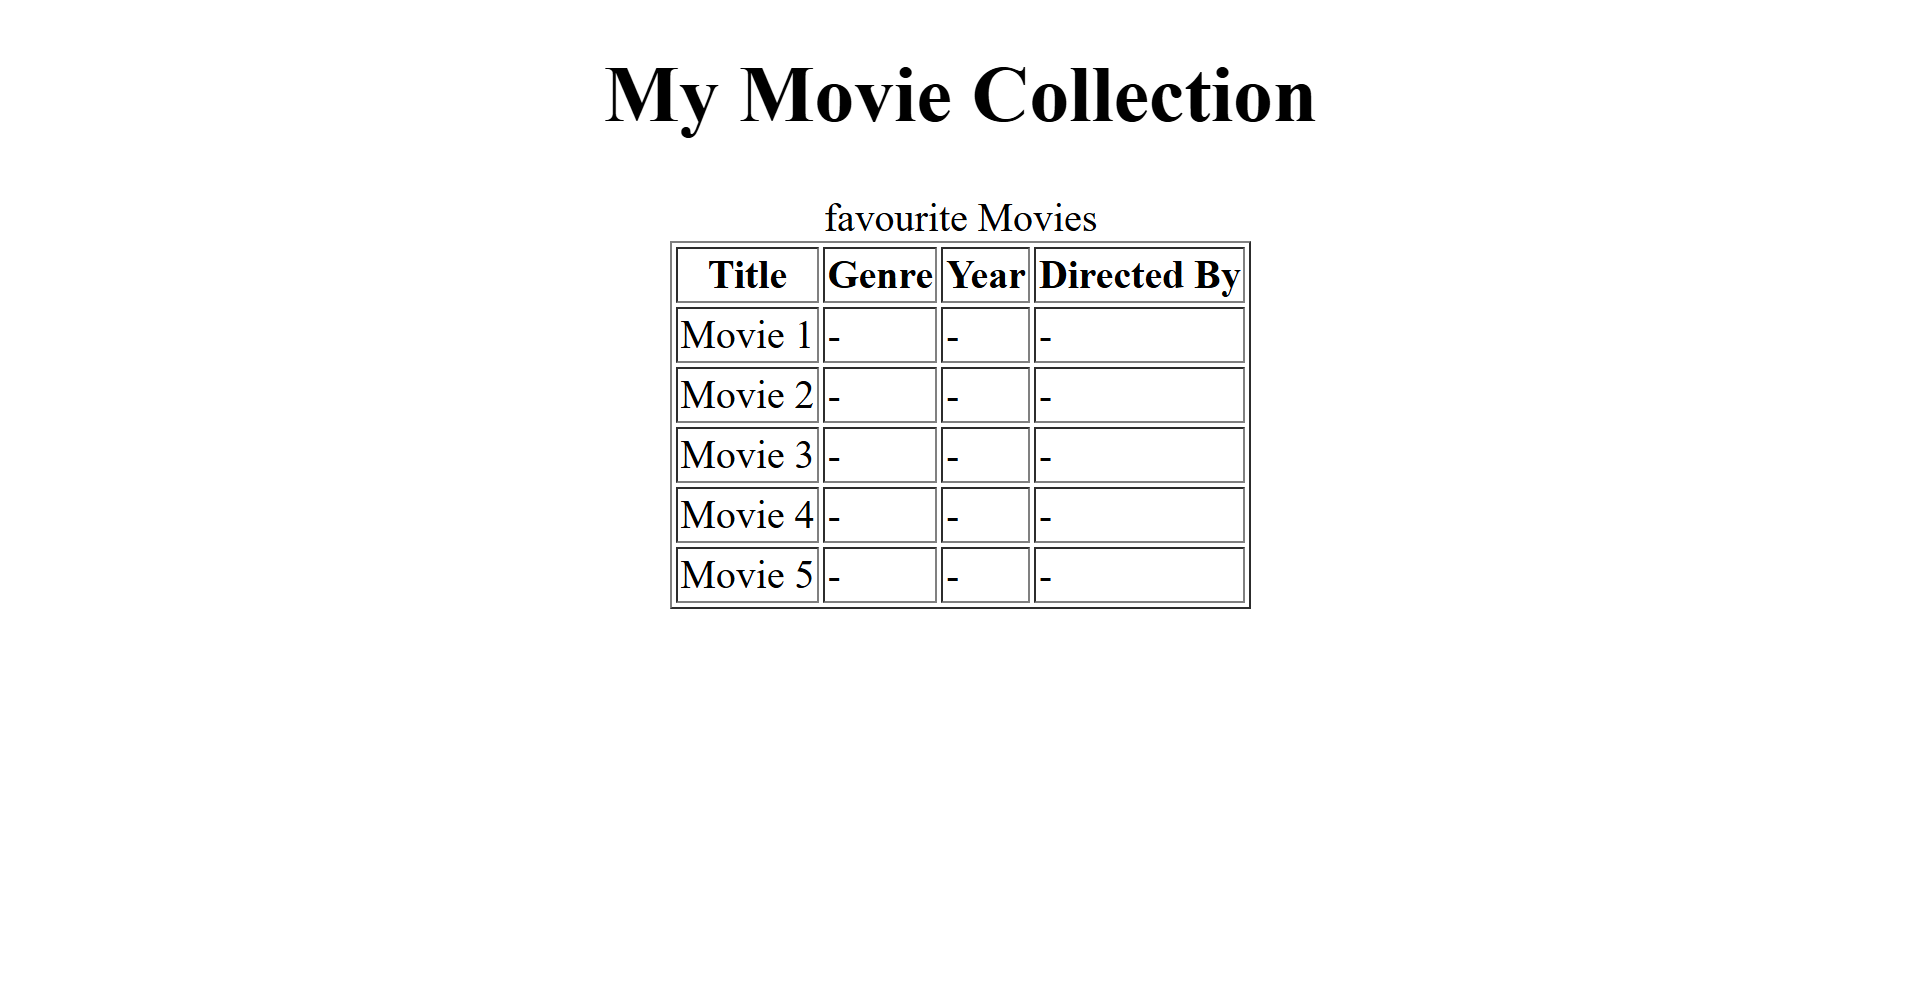 My Movie Collection
favourite Movies
Title Genre Year Directed By
Movie 1 - - -
Movie 2 - - -
Movie 3 - - -
Movie 4 - - -
Movie 5 - - -